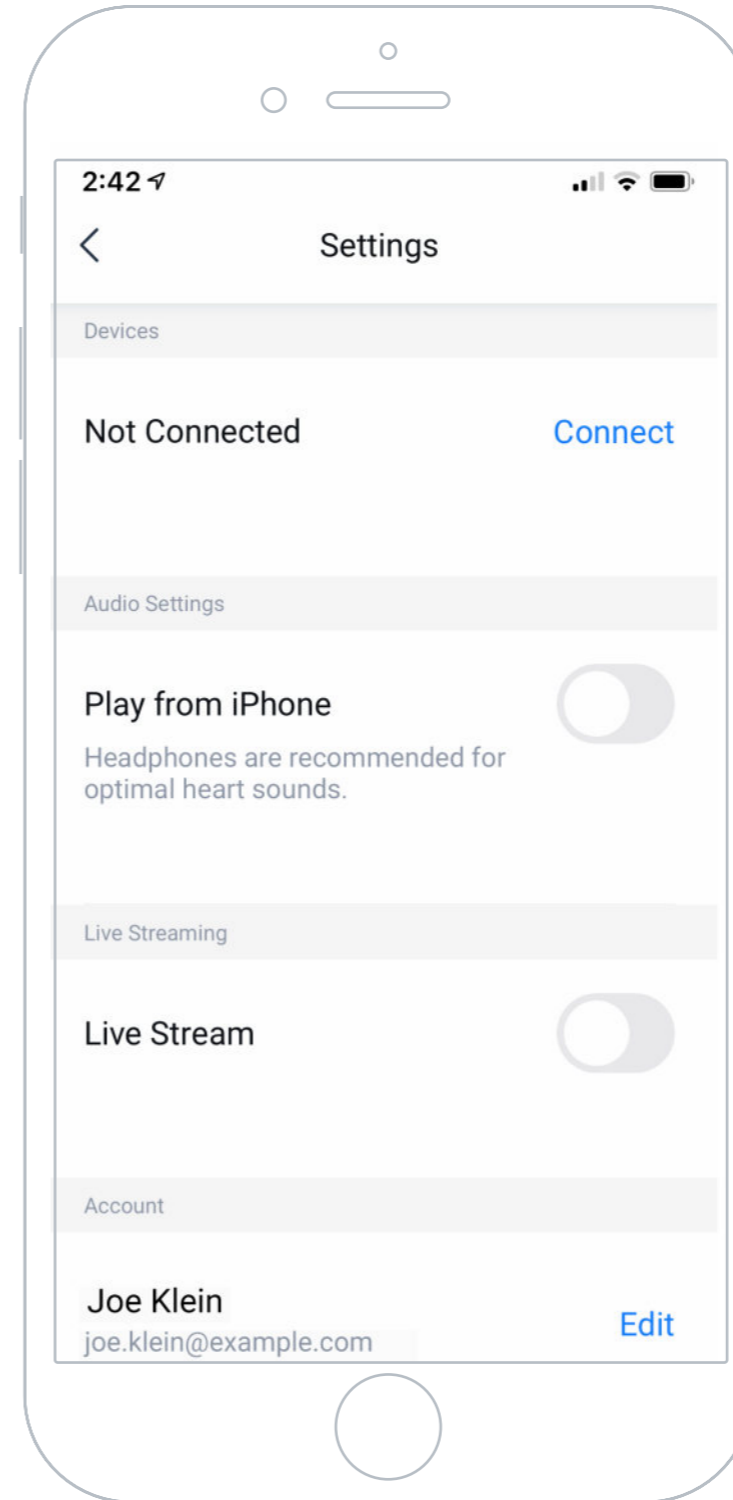 2:42
Settings
Devices
Not Connected
Connect
Audio Settings
Play from iPhone
Headphones are recommended for
optimal heart sounds.
Live Streaming
Live Stream
Account
Joe Klein
joe.klein@example.com
Edit